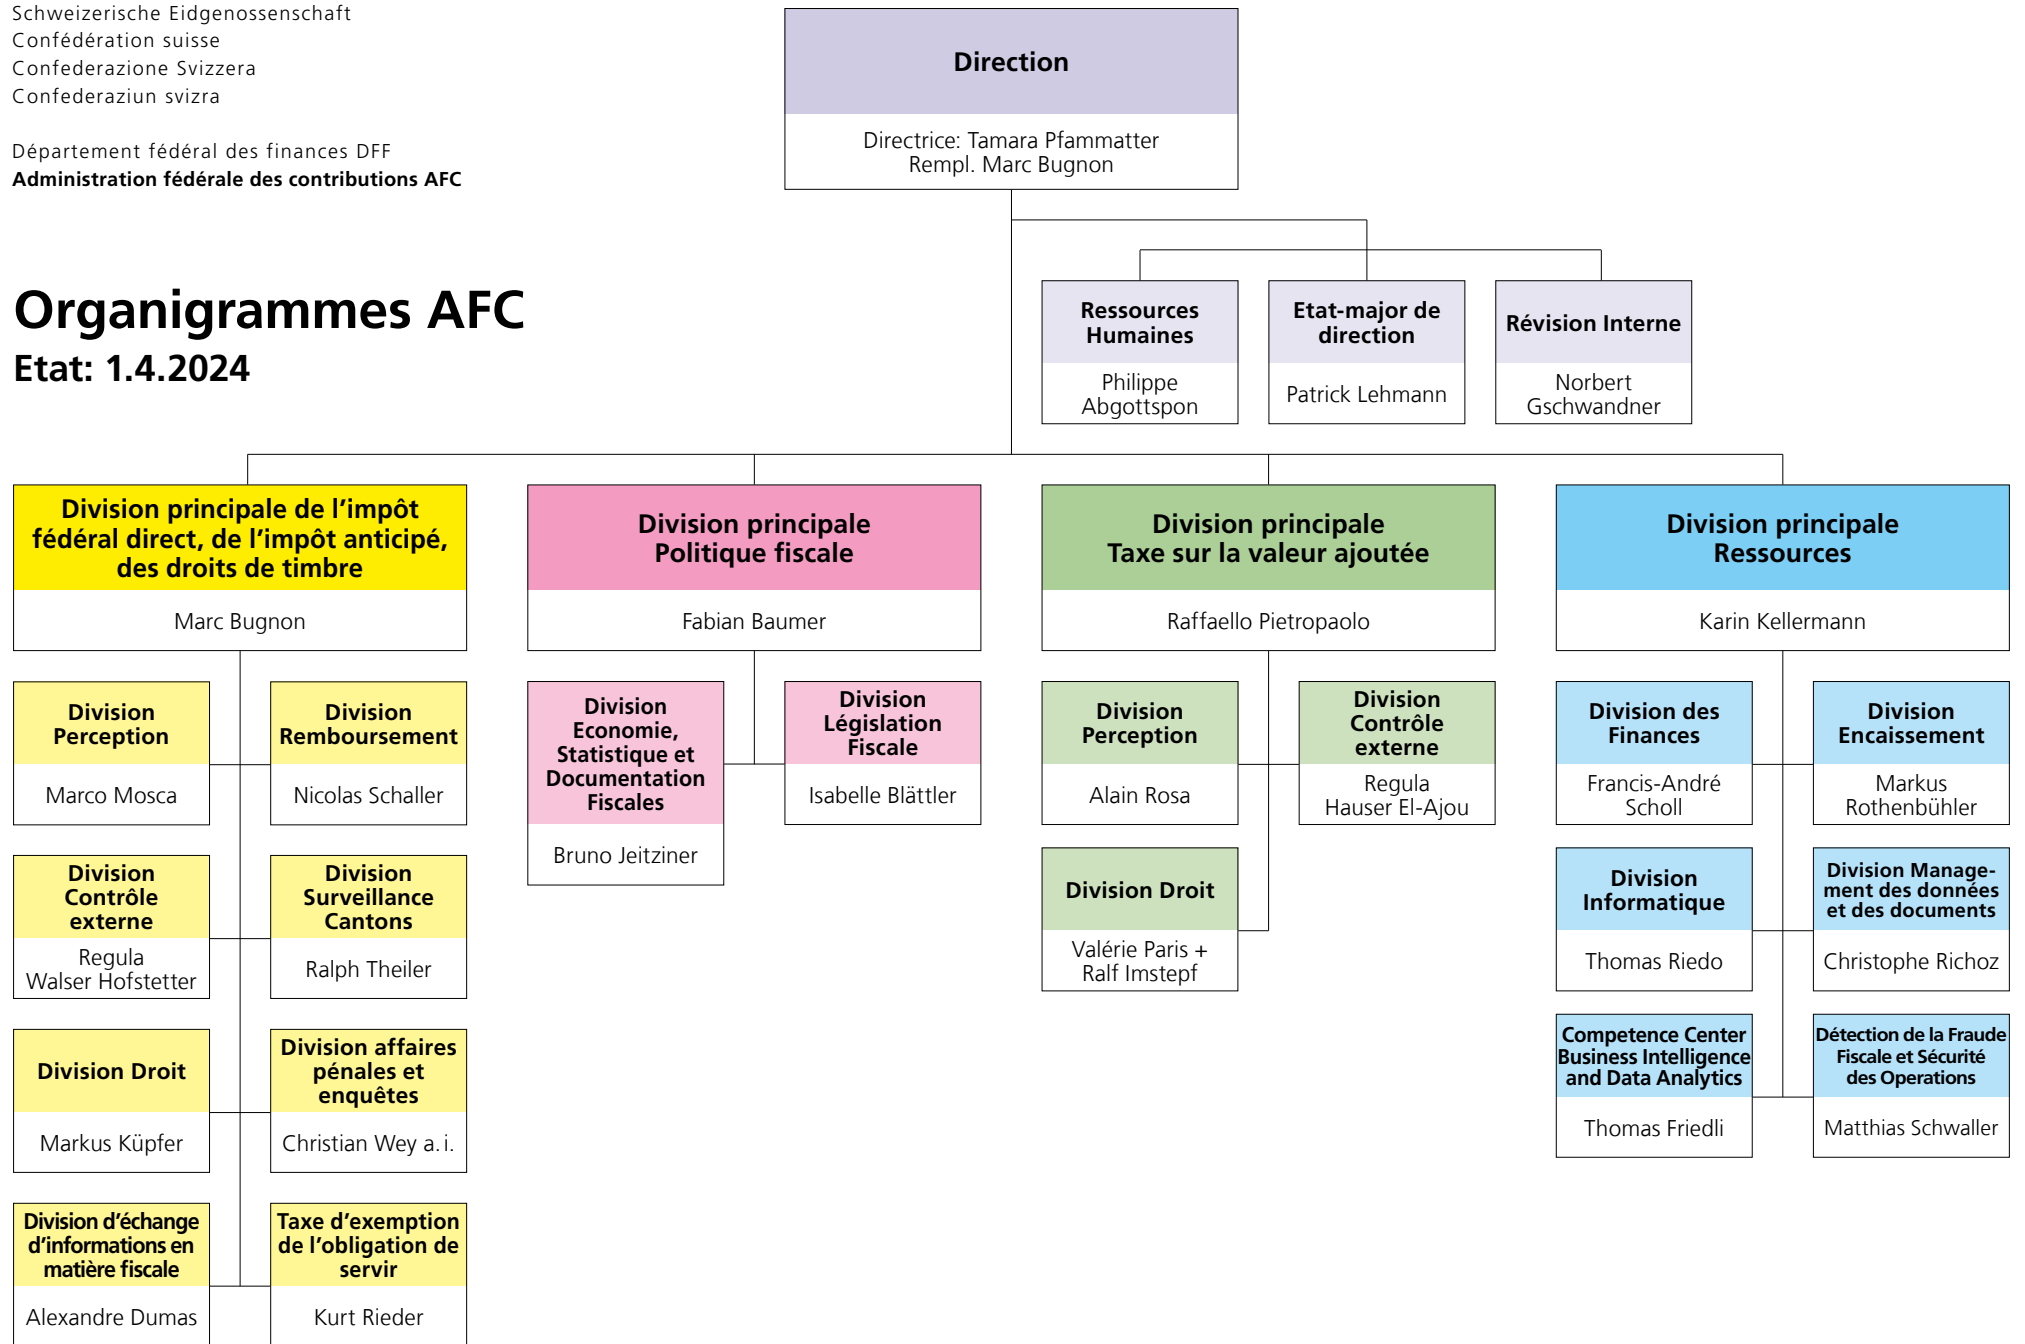 Schweizerische Eidgenossenschaft
Confédération suisse
Confederazione Svizzera
Confederaziun svizra
Département fédéral des finances DFF
Administration fédérale des contributions AFC
Organigrammes AFC
Etat: 1.4.2024
Direction
Directrice: Tamara Pfammatter
Rempl. Marc Bugnon
Ressources
Humaines
Philippe
Abgottspon
Etat-major de
direction
Patrick Lehmann
Révision Interne
Norbert
Gschwandner
Division principale de l’impôt
fédéral direct, de l’impôt anticipé,
des droits de timbre
Marc Bugnon
Division
Perception
Marco Mosca
Division
Remboursement
Nicolas Schaller
Division
Contrôle
externe
Regula
Walser Hofstetter
Division
Surveillance
Cantons
Ralph Theiler
Division Droit
Markus Küpfer
Division affaires
pénales et
enquêtes
Christian Wey a.i.
Division d’échange
d’informations en
matière fiscale
Alexandre Dumas
Taxe d’exemption
de l’obligation de
servir
Kurt Rieder
Division principale
Politique fiscale
Fabian Baumer
Division
Economie,
Statistique et
Documentation
Fiscales
Bruno Jeitziner
Division
Législation
Fiscale
Isabelle Blättler
Division principale
Taxe sur la valeur ajoutée
Raffaello Pietropaolo
Division
Perception
Alain Rosa
Division
Contrôle
externe
Regula
Hauser El-Ajou
Division Droit
Valérie Paris +
Ralf Imstepf
Division principale
Ressources
Karin Kellermann
Division des
Finances
Francis-André
Scholl
Division
Encaissement
Markus
Rothenbühler
Division
Informatique
Thomas Riedo
Division Manage-
ment des données
et des documents
Christophe Richoz
Competence Center
Business Intelligence
and Data Analytics
Thomas Friedli
Détection de la Fraude
Fiscale et Sécurité
des Operations
Matthias Schwaller